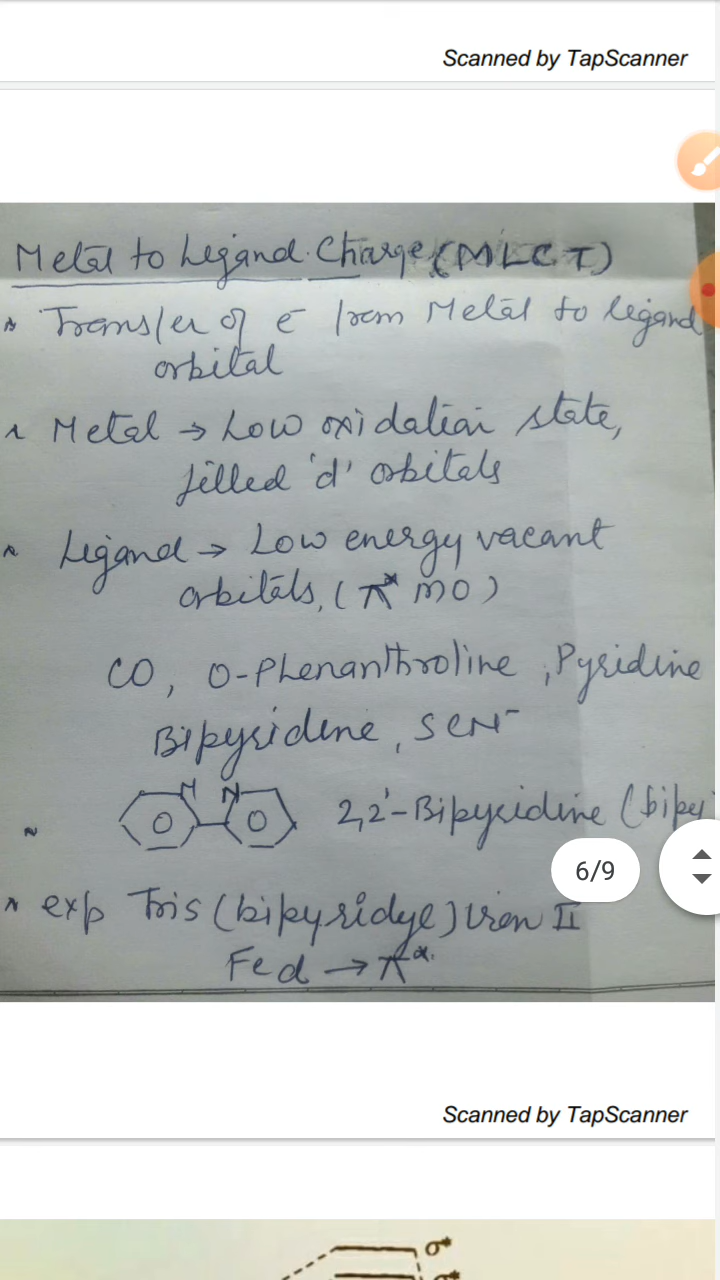 Scanned by TapScanner
Metal to Ligand Charge (MLCT)
Transfer of e⁻ from Metal to ligand
orbital
Metal → Low oxidation state,
filled 'd' orbitals
Ligand → Low energy vacant
orbitals, (π* MO)
CO, O-Phenanthroline, Pyridine
Bipyridine, SCN⁻
N N 2,2'-Bipyridine (bipy
6/9
exp Tris (bipyridye) Iron II
Fe d → π*
Scanned by TapScanner
σ*